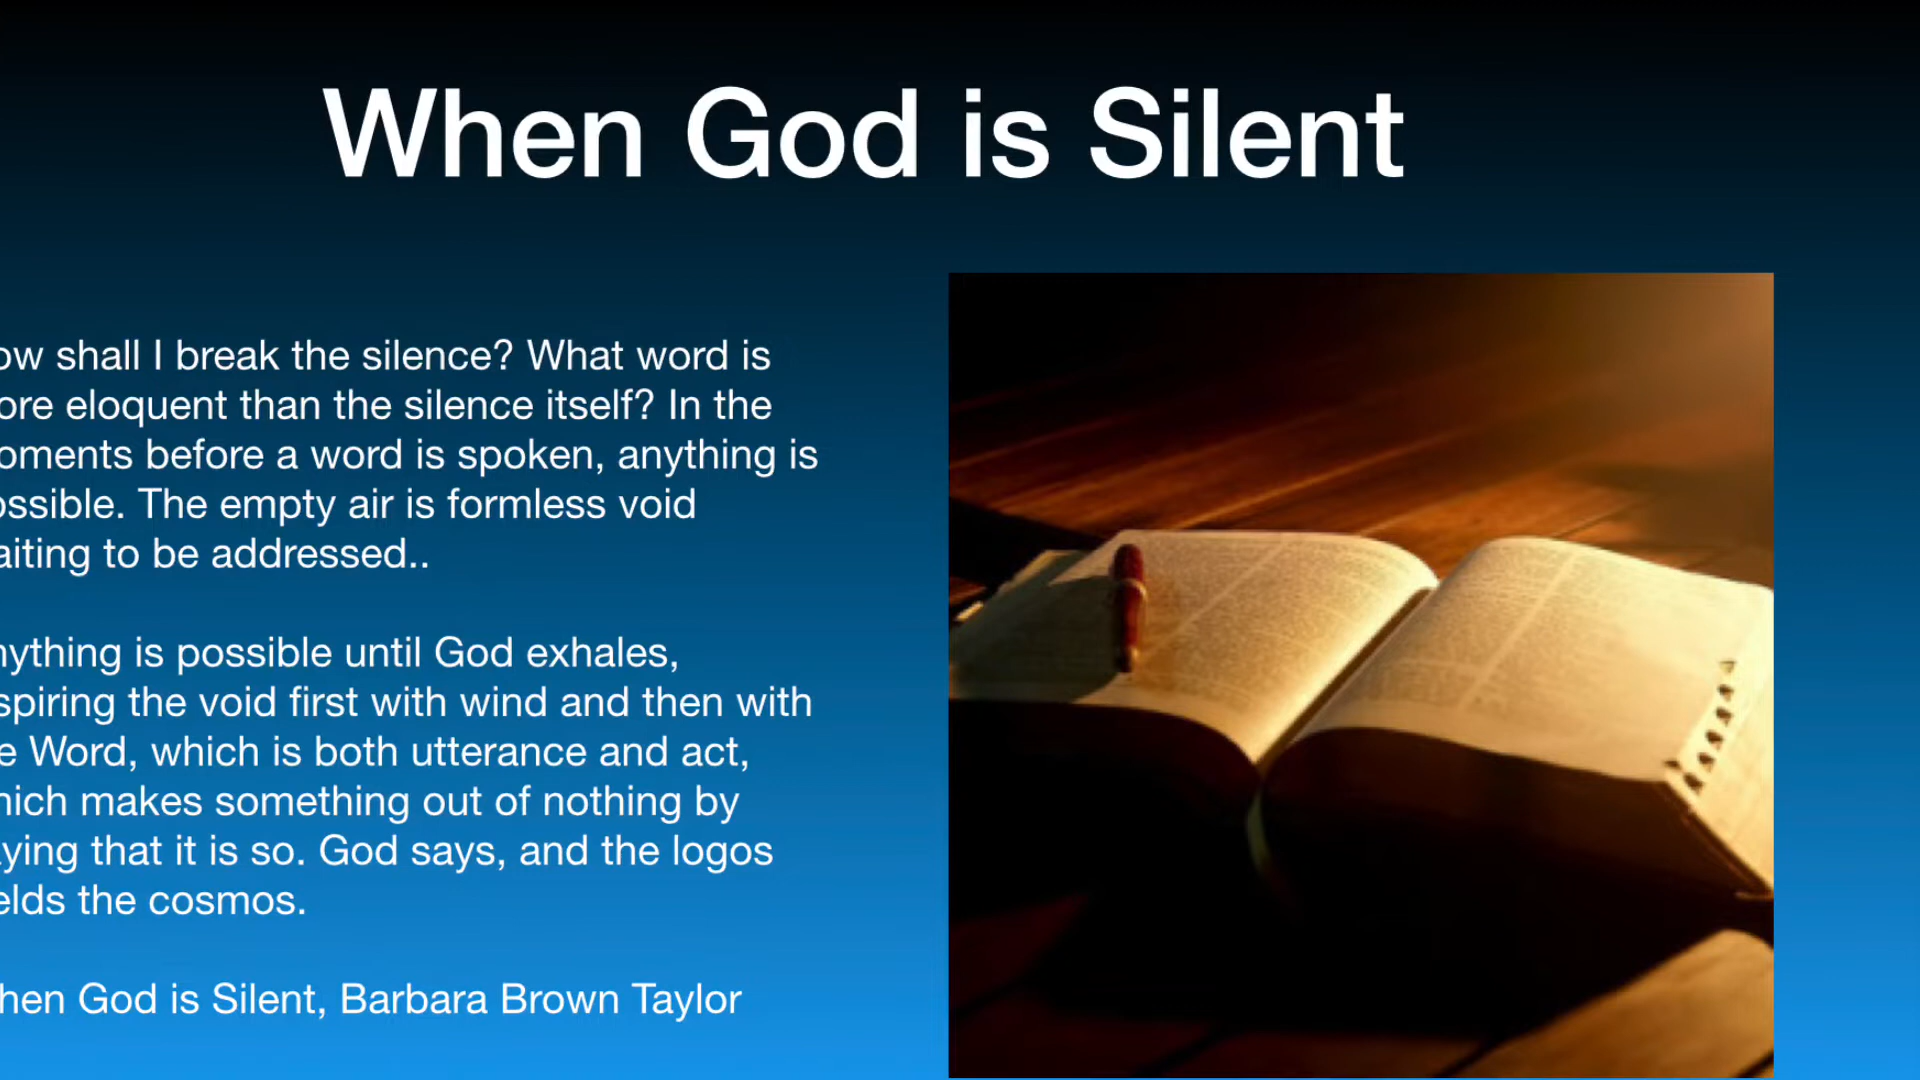 When God is Silent
ow shall I break the silence? What word is
ore eloquent than the silence itself? In the
oments before a word is spoken, anything is
ossible. The empty air is formless void
aiting to be addressed..
nything is possible until God exhales,
spiring the void first with wind and then with
e Word, which is both utterance and act,
hich makes something out of nothing by
ying that it is so. God says, and the logos
elds the cosmos.
hen God is Silent, Barbara Brown Taylor